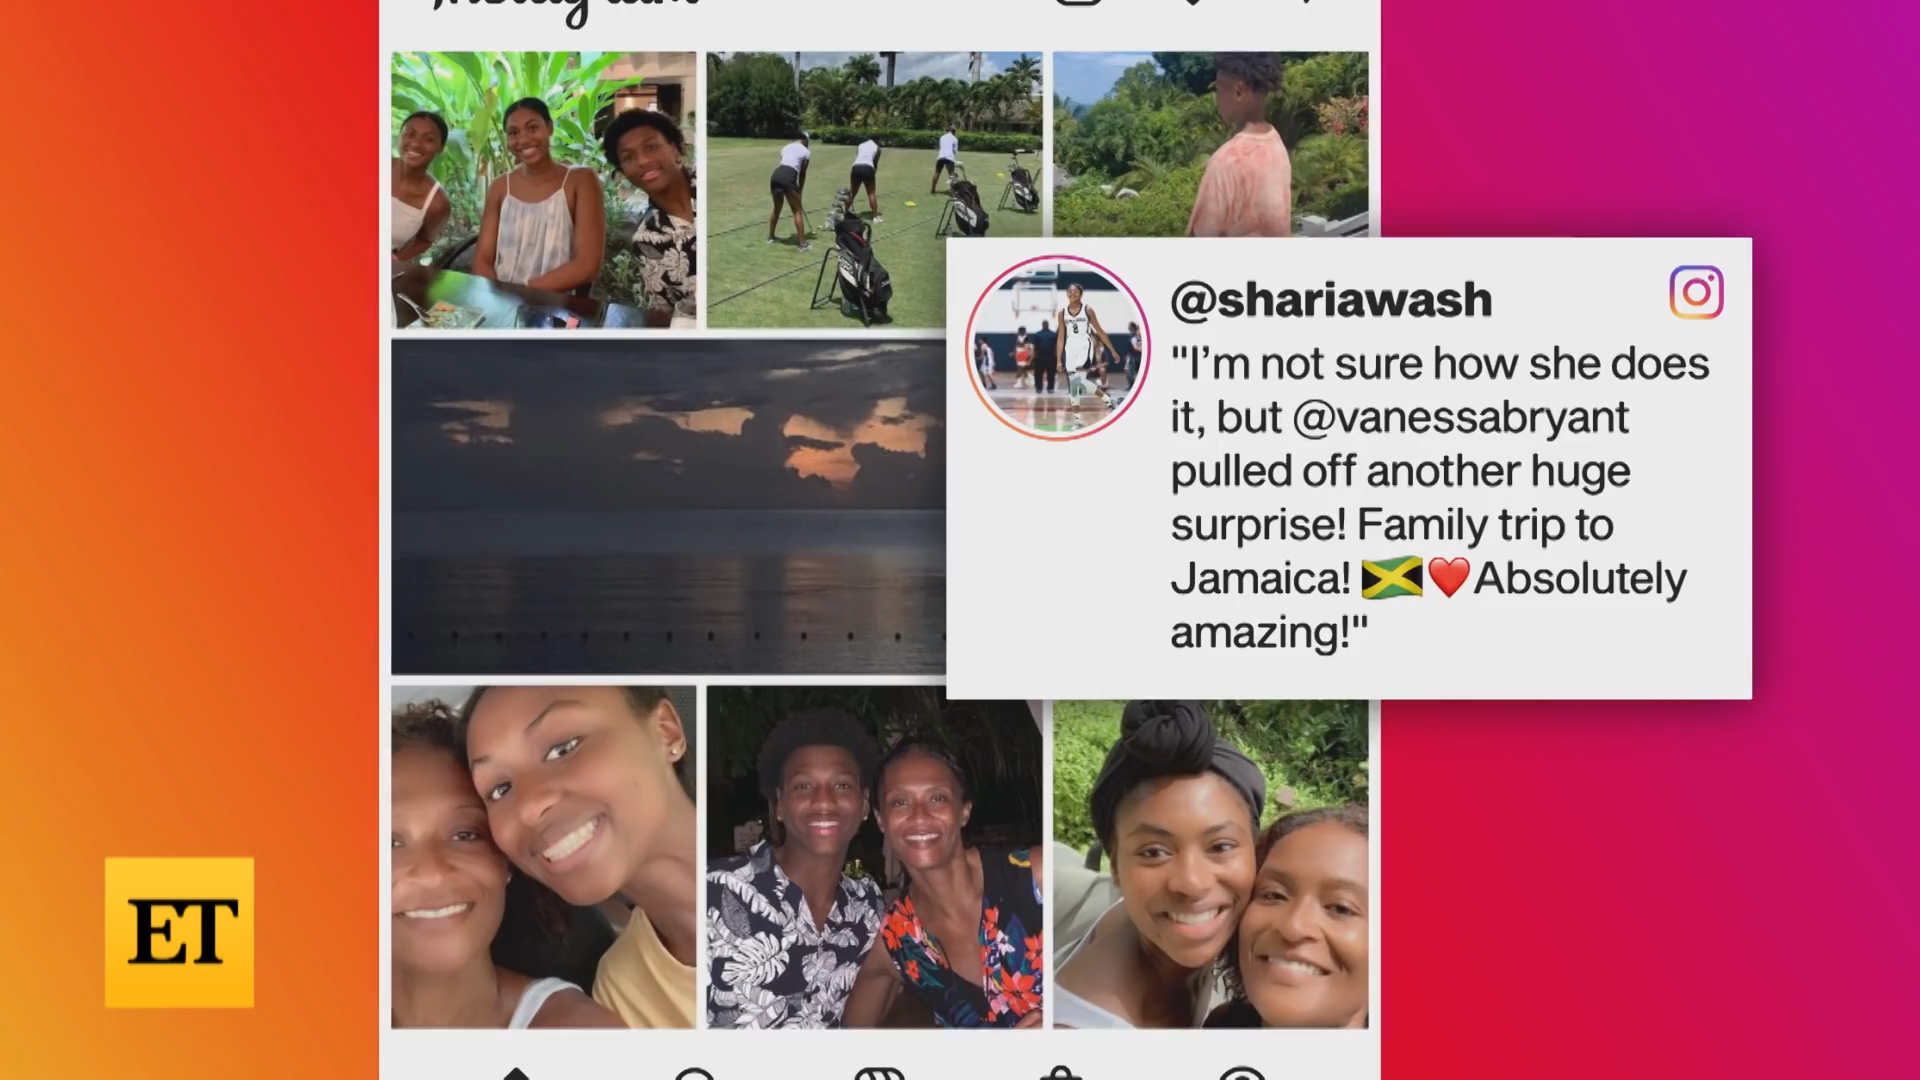 Instagram
@shariawash
"I’m not sure how she does
it, but @vanessabryant
pulled off another huge
surprise! Family trip to
Jamaica! 🇯🇲❤️Absolutely
amazing!"
ET